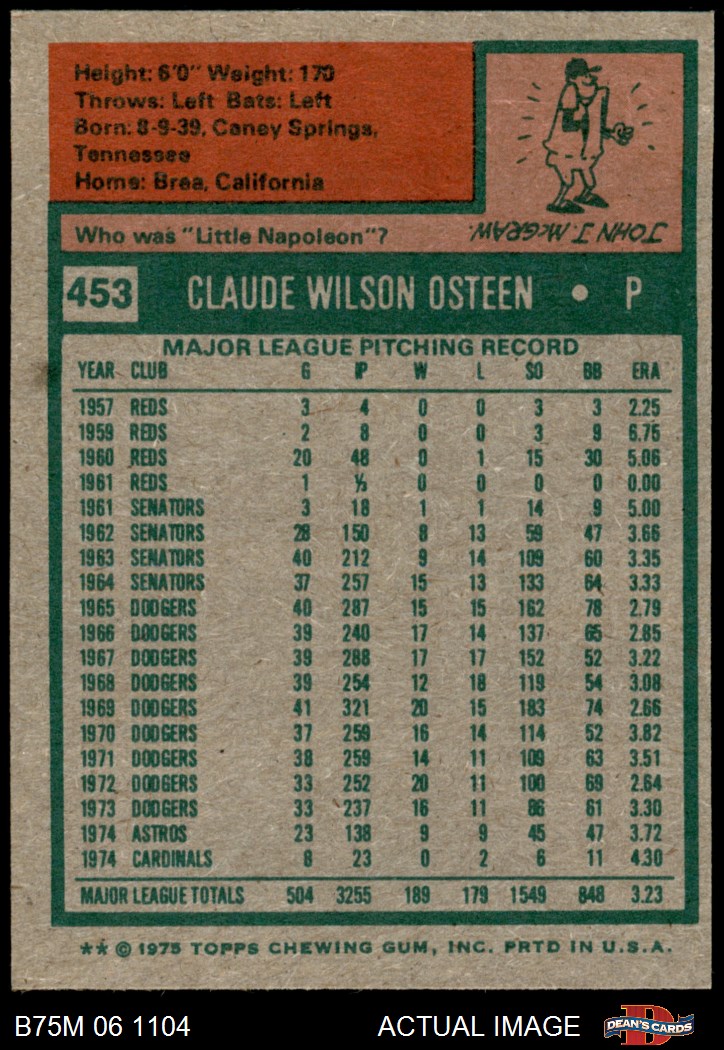 Height: 6'0" Weight: 170
Throws: Left Bats: Left
Born: 8-9-39, Caney Springs,
Tennessee
Home: Brea, California
Who was "Little Napoleon"?
JOHN J. McGRAW.
453 CLAUDE WILSON OSTEEN • P
MAJOR LEAGUE PITCHING RECORD
YEAR CLUB G IP W L SO BB ERA
1957 REDS 3 4 0 0 3 3 2.25
1959 REDS 2 8 0 0 3 9 6.75
1960 REDS 20 48 0 1 15 30 5.06
1961 REDS 1 ⅓ 0 0 0 0 0.00
1961 SENATORS 3 18 1 1 14 9 5.00
1962 SENATORS 28 150 8 13 59 47 3.66
1963 SENATORS 40 212 9 14 109 60 3.35
1964 SENATORS 37 257 15 13 133 64 3.33
1965 DODGERS 40 287 15 15 162 78 2.79
1966 DODGERS 39 240 17 14 137 65 2.85
1967 DODGERS 39 288 17 17 152 52 3.22
1968 DODGERS 39 254 12 18 119 54 3.08
1969 DODGERS 41 321 20 15 183 74 2.66
1970 DODGERS 37 259 16 14 114 52 3.82
1971 DODGERS 38 259 14 11 109 63 3.51
1972 DODGERS 33 252 20 11 100 69 2.64
1973 DODGERS 33 237 16 11 86 61 3.30
1974 ASTROS 23 138 9 9 45 47 3.72
1974 CARDINALS 8 23 0 2 6 11 4.30
MAJOR LEAGUE TOTALS 504 3255 189 179 1549 848 3.23
** © 1975 TOPPS CHEWING GUM, INC. PRTD IN U.S.A.
B75M 06 1104 ACTUAL IMAGE D DEAN'S CARDS